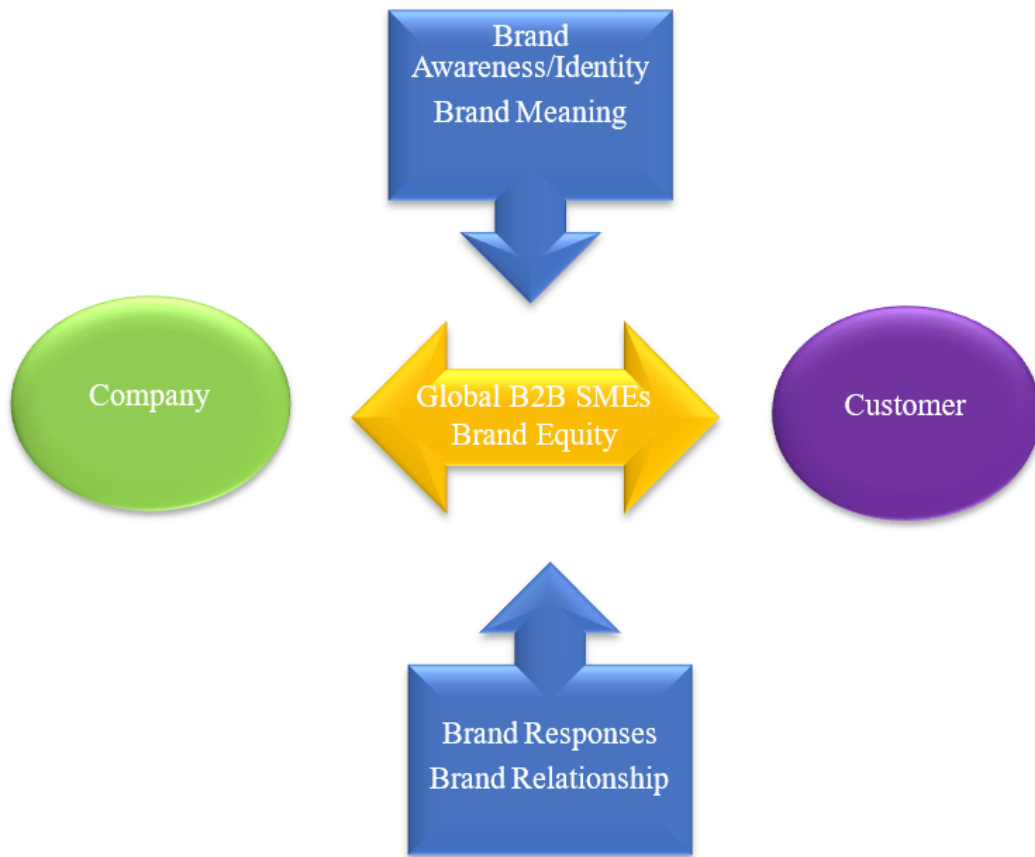 Brand
Awareness/Identity
Brand Meaning
Company
Global B2B SMEs
Brand Equity
Customer
Brand Responses
Brand Relationship